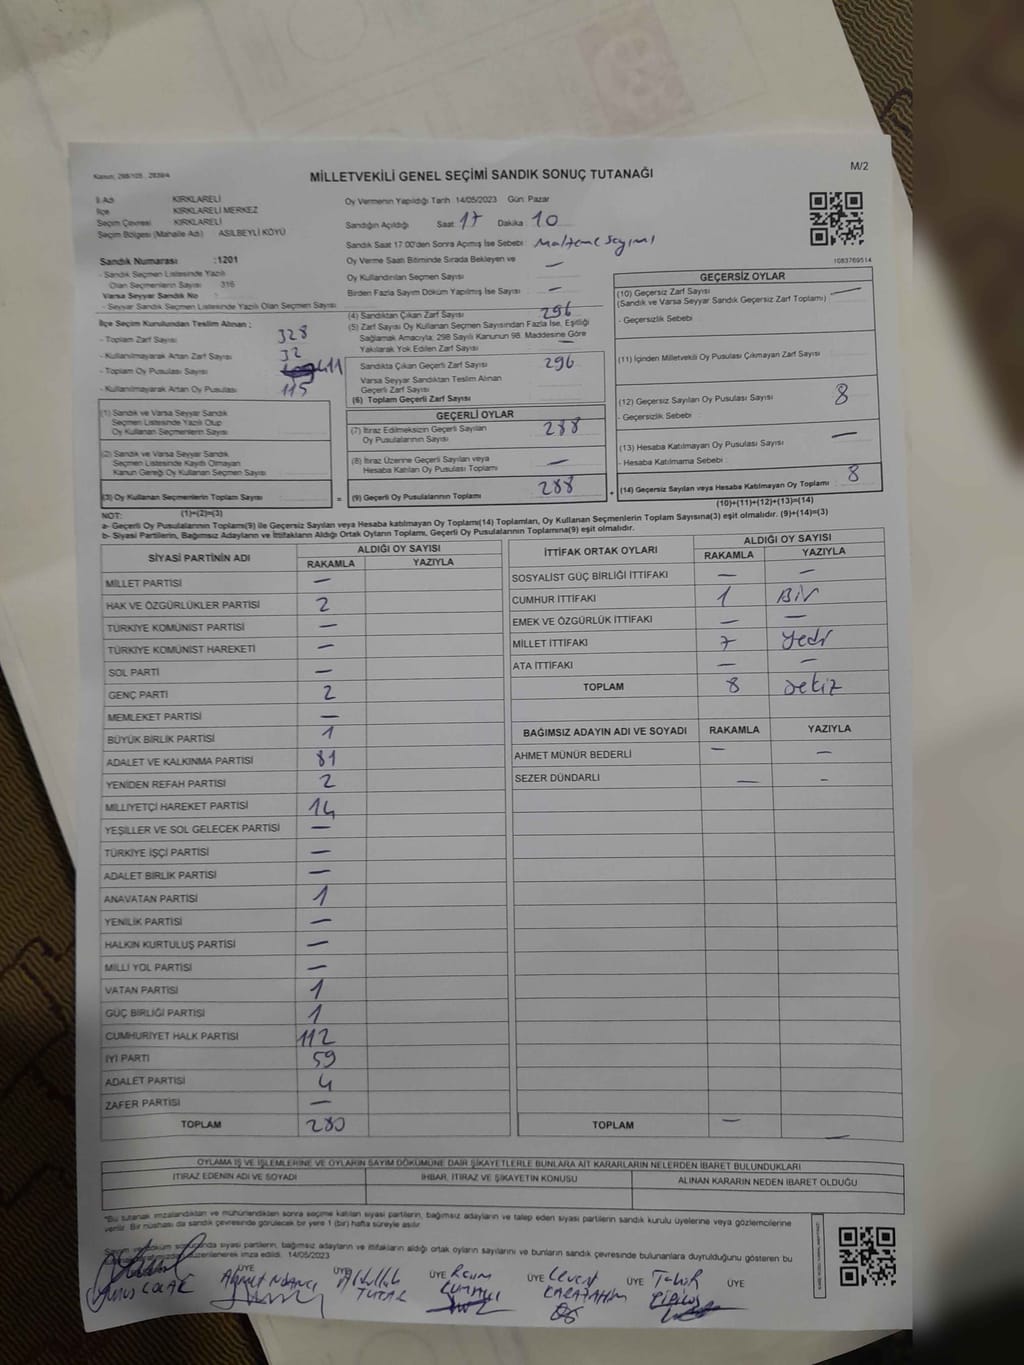 Kanun; 298/105 , 2839/4
MİLLETVEKİLİ GENEL SEÇİMİ SANDIK SONUÇ TUTANAĞI
M/2
İl Adı KIRKLARELİ
İlçe KIRKLARELİ MERKEZ
Seçim Çevresi KIRKLARELİ
Seçim Bölgesi (Mahalle Adı) ASILBEYLİ KÖYÜ
Sandık Numarası :1201
- Sandık Seçmen Listesinde Yazılı
Olan Seçmenlerin Sayısı 316
Varsa Seyyar Sandık No :
- Seyyar Sandık Seçmen Listesinde Yazılı Olan Seçmen Sayısı
İlçe Seçim Kurulundan Teslim Alınan ;
- Toplam Zarf Sayısı 328
- Kullanılmayarak Artan Zarf Sayısı 32
- Toplam Oy Pusulası Sayısı 411
- Kullanılmayarak Artan Oy Pusulası 115
(1) Sandık ve Varsa Seyyar Sandık
Seçmen Listesinde Yazılı Olup
Oy Kullanan Seçmenlerin Sayısı
(2) Sandık ve Varsa Seyyar Sandık
Seçmen Listesinde Kayıtlı Olmayan
Kanun Gereği Oy Kullanan Seçmen Sayısı
(3) Oy Kullanan Seçmenlerin Toplam Sayısı
(1)+(2)=(3)
Oy Vermenin Yapıldığı Tarih 14/05/2023 Gün Pazar
Sandığın Açıldığı Saat 17 Dakika 10
Sandık Saat 17:00'den Sonra Açmış İse Sebebi Malzeme Sayımı
Oy Verme Saati Bitiminde Sırada Bekleyen ve
Oy Kullandırılan Seçmen Sayısı —
Birden Fazla Sayım Döküm Yapılmış İse Sayısı —
(4) Sandıktan Çıkan Zarf Sayısı 296
(5) Zarf Sayısı Oy Kullanan Seçmen Sayısından Fazla İse, Eşitliği
Sağlamak Amacıyla; 298 Sayılı Kanunun 98. Maddesine Göre
Yakılarak Yok Edilen Zarf Sayısı —
Sandıkta Çıkan Geçerli Zarf Sayısı 296
Varsa Seyyar Sandıktan Teslim Alınan
Geçerli Zarf Sayısı
(6) Toplam Geçerli Zarf Sayısı
GEÇERLİ OYLAR
(7) İtiraz Edilmeksizin Geçerli Sayılan
Oy Pusulalarının Sayısı 288
(8) İtiraz Üzerine Geçerli Sayılan veya
Hesaba Katılan Oy Pusulası Toplamı —
= (9) Geçerli Oy Pusulalarının Toplamı 288 +
1083769514
GEÇERSİZ OYLAR
(10) Geçersiz Zarf Sayısı —
(Sandık ve Varsa Seyyar Sandık Geçersiz Zarf Toplamı)
- Geçersizlik Sebebi :
(11) İçinden Milletvekili Oy Pusulası Çıkmayan Zarf Sayısı
(12) Geçersiz Sayılan Oy Pusulası Sayısı 8
- Geçersizlik Sebebi :
(13) Hesaba Katılmayan Oy Pusulası Sayısı —
- Hesaba Katılmama Sebebi :
(14) Geçersiz Sayılan veya Hesaba Katılmayan Oy Toplamı 8
(10)+(11)+(12)+(13)=(14)
NOT:
a- Geçerli Oy Pusulalarının Toplamı(9) ile Geçersiz Sayılan veya Hesaba katılmayan Oy Toplamı(14) Toplamları, Oy Kullanan Seçmenlerin Toplam Sayısına(3) eşit olmalıdır. (9)+(14)=(3)
b- Siyasi Partilerin, Bağımsız Adayların ve İttifakların Aldığı Ortak Oyların Toplamı, Geçerli Oy Pusulalarının Toplamına(9) eşit olmalıdır.
SİYASİ PARTİNİN ADI ALDIĞI OY SAYISI
RAKAMLA YAZIYLA
MİLLET PARTİSİ —
HAK VE ÖZGÜRLÜKLER PARTİSİ 2
TÜRKİYE KOMÜNİST PARTİSİ —
TÜRKİYE KOMÜNİST HAREKETİ —
SOL PARTİ —
GENÇ PARTİ 2
MEMLEKET PARTİSİ —
BÜYÜK BİRLİK PARTİSİ 1
ADALET VE KALKINMA PARTİSİ 81
YENİDEN REFAH PARTİSİ 2
MİLLİYETÇİ HAREKET PARTİSİ 14
YEŞİLLER VE SOL GELECEK PARTİSİ —
TÜRKİYE İŞÇİ PARTİSİ —
ADALET BİRLİK PARTİSİ —
ANAVATAN PARTİSİ 1
YENİLİK PARTİSİ —
HALKIN KURTULUŞ PARTİSİ —
MİLLİ YOL PARTİSİ —
VATAN PARTİSİ 1
GÜÇ BİRLİĞİ PARTİSİ 1
CUMHURİYET HALK PARTİSİ 112
İYİ PARTİ 59
ADALET PARTİSİ 4
ZAFER PARTİSİ —
TOPLAM 280
İTTİFAK ORTAK OYLARI ALDIĞI OY SAYISI
RAKAMLA YAZIYLA
SOSYALİST GÜÇ BİRLİĞİ İTTİFAKI — —
CUMHUR İTTİFAKI 1 Bir
EMEK VE ÖZGÜRLÜK İTTİFAKI — —
MİLLET İTTİFAKI 7 Yedi
ATA İTTİFAKI — —
TOPLAM 8 sekiz
BAĞIMSIZ ADAYIN ADI VE SOYADI RAKAMLA YAZIYLA
AHMET MÜNÜR BEDERLİ — —
SEZER DÜNDARLI — —
TOPLAM — —
OYLAMA İŞ VE İŞLEMLERİNE VE OYLARIN SAYIM DÖKÜMÜNE DAİR ŞİKAYETLERLE BUNLARA AİT KARARLARIN NELERDEN İBARET BULUNDUKLARI
İTİRAZ EDENİN ADI VE SOYADI İHBAR, İTİRAZ VE ŞİKAYETİN KONUSU ALINAN KARARIN NEDEN İBARET OLDUĞU
"Bu tutanak imzalandıktan ve mühürlendikten sonra seçime katılan siyasi partilerin, bağımsız adayların ve talep eden siyasi partilerin sandık kurulu üyelerine veya gözlemcilerine
verilir. Bir nüshası da sandık çevresinde görülecek bir yere 1 (bir) hafta süreyle asılır.
siyasi partilerin, bağımsız adayların ve ittifakların aldığı ortak oyların sayılarını ve bunların sandık çevresinde bulunanlara duyrulduğunu gösteren bu
düzenlenerek imza edildi. 14/05/2023
ÜYE ÜYE ÜYE ÜYE ÜYE ÜYE
Ahmet Abdullah TUTAL Levent Tahir